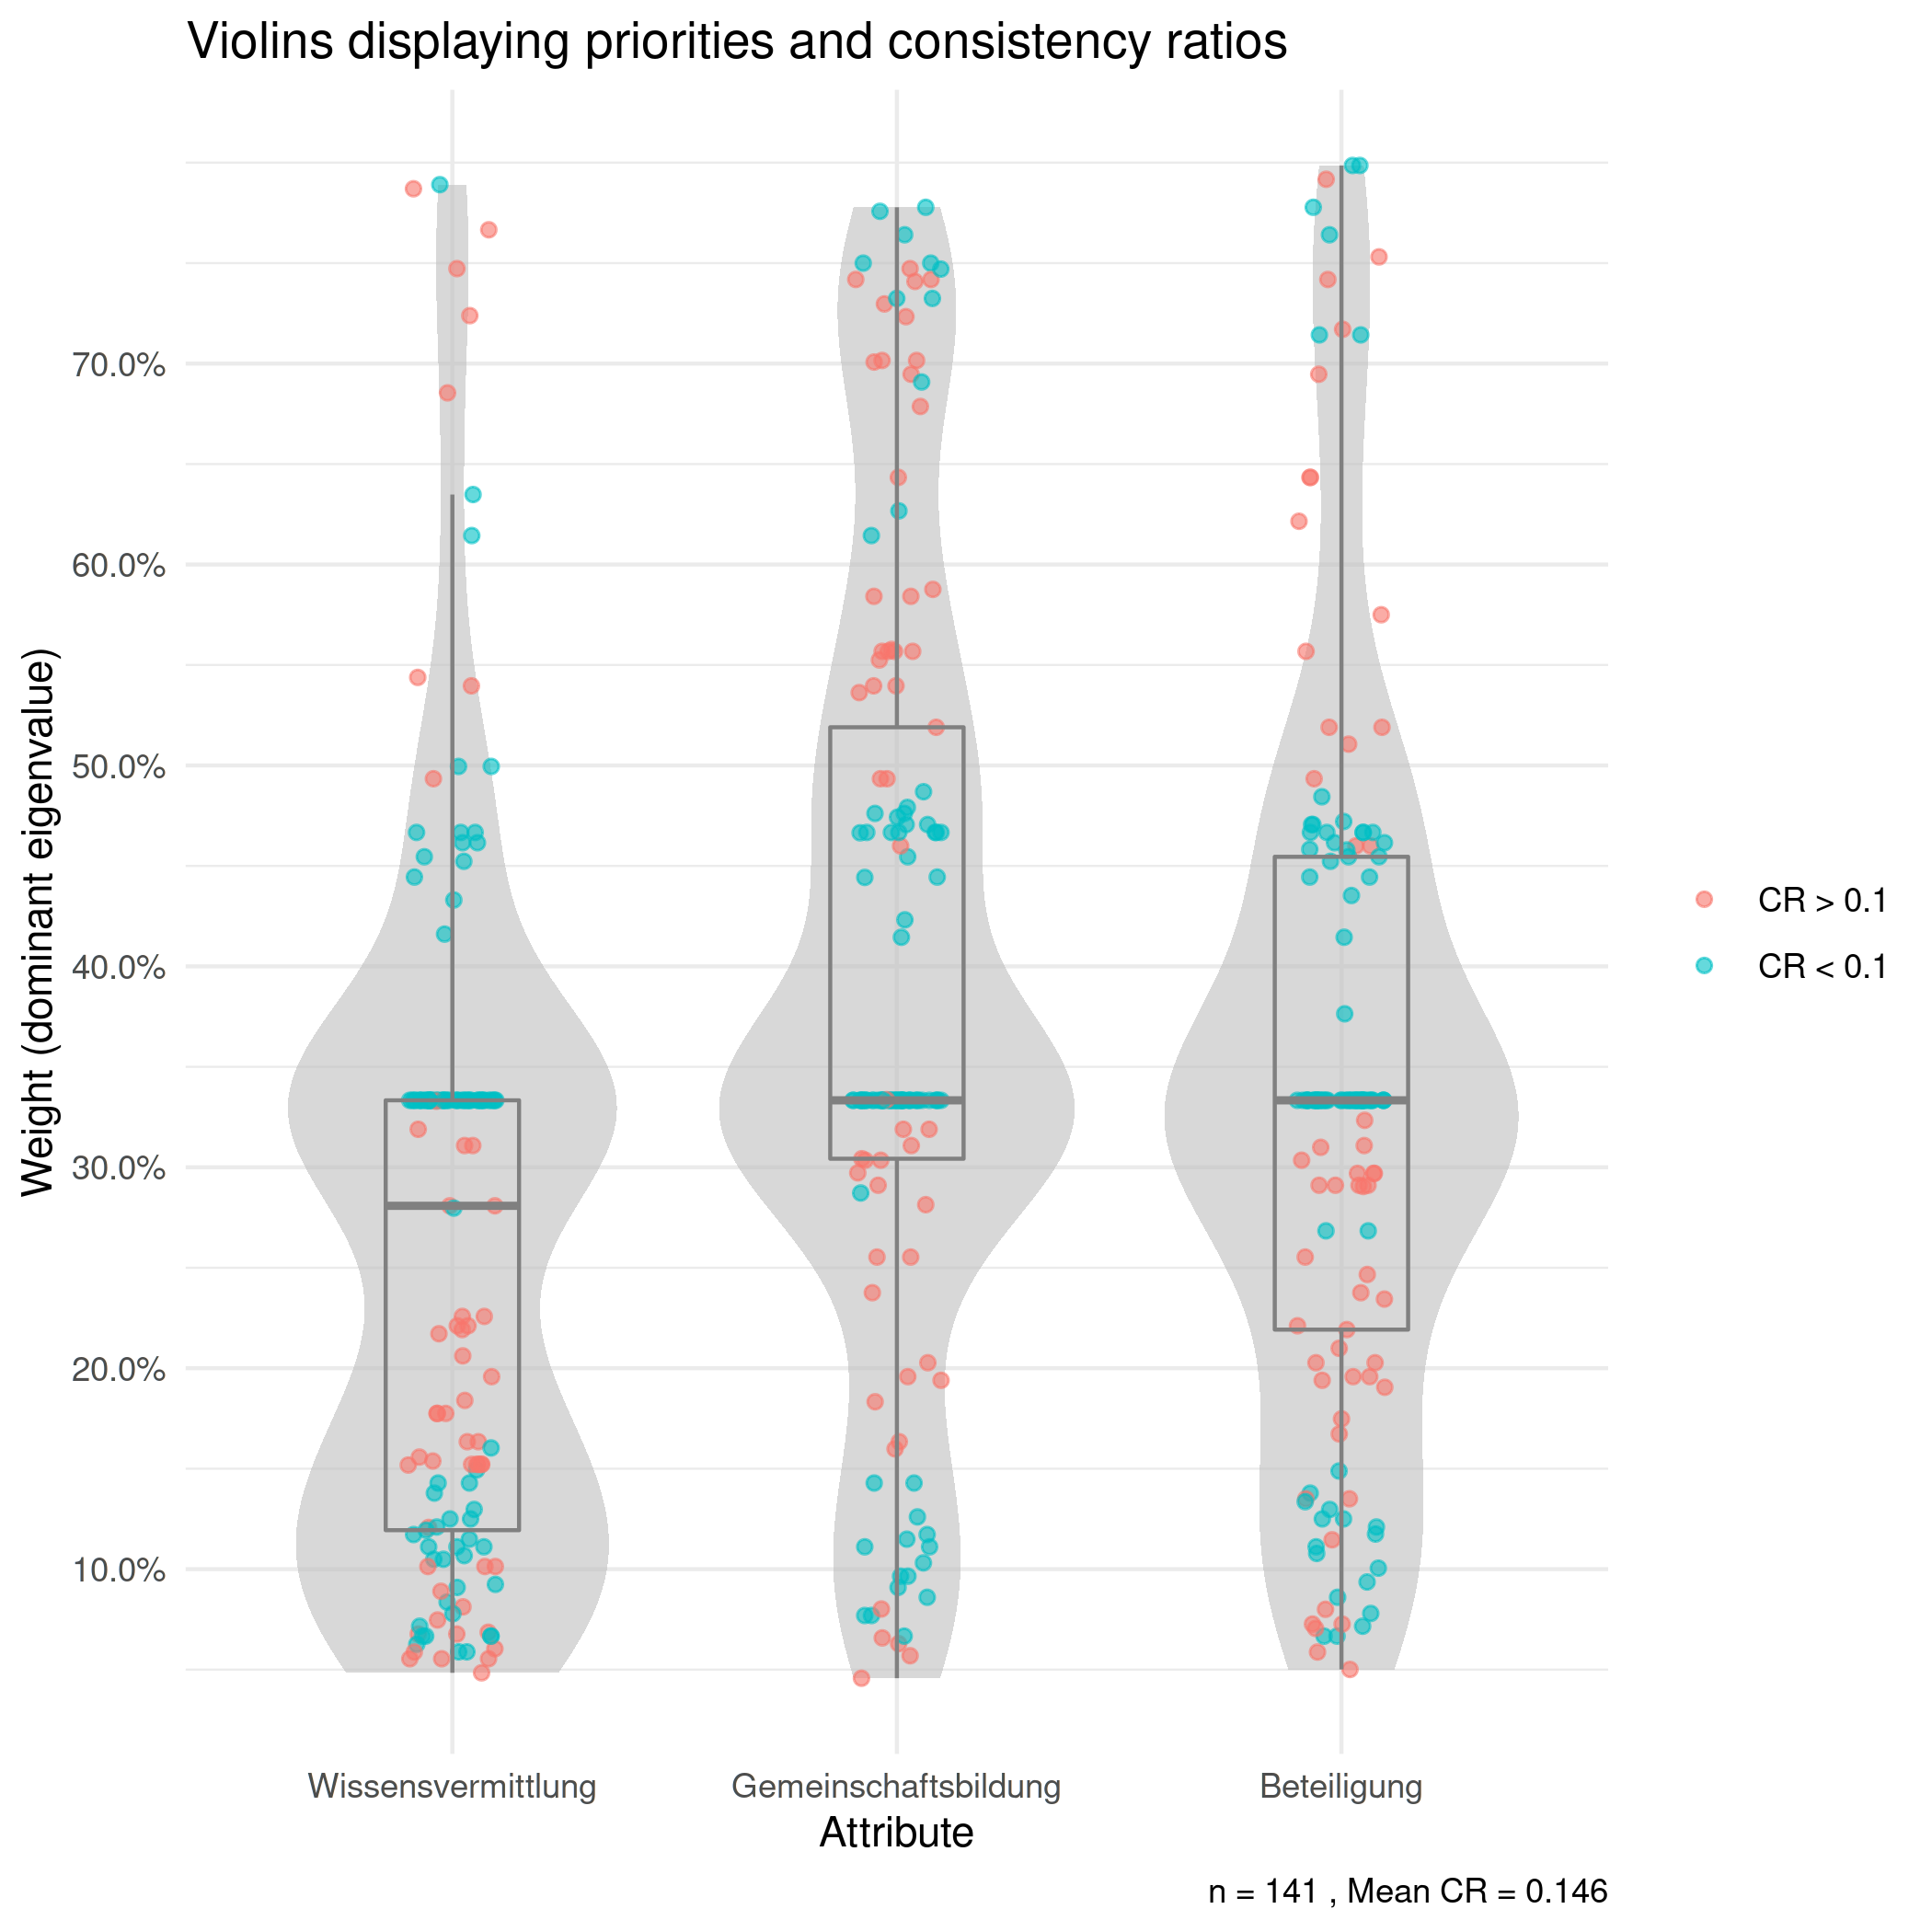 Violins displaying priorities and consistency ratios
Weight (dominant eigenvalue)
70.0%
60.0%
50.0%
40.0%
30.0%
20.0%
10.0%
CR > 0.1
CR < 0.1
Wissensvermittlung
Gemeinschaftsbildung
Beteiligung
Attribute
n = 141 , Mean CR = 0.146